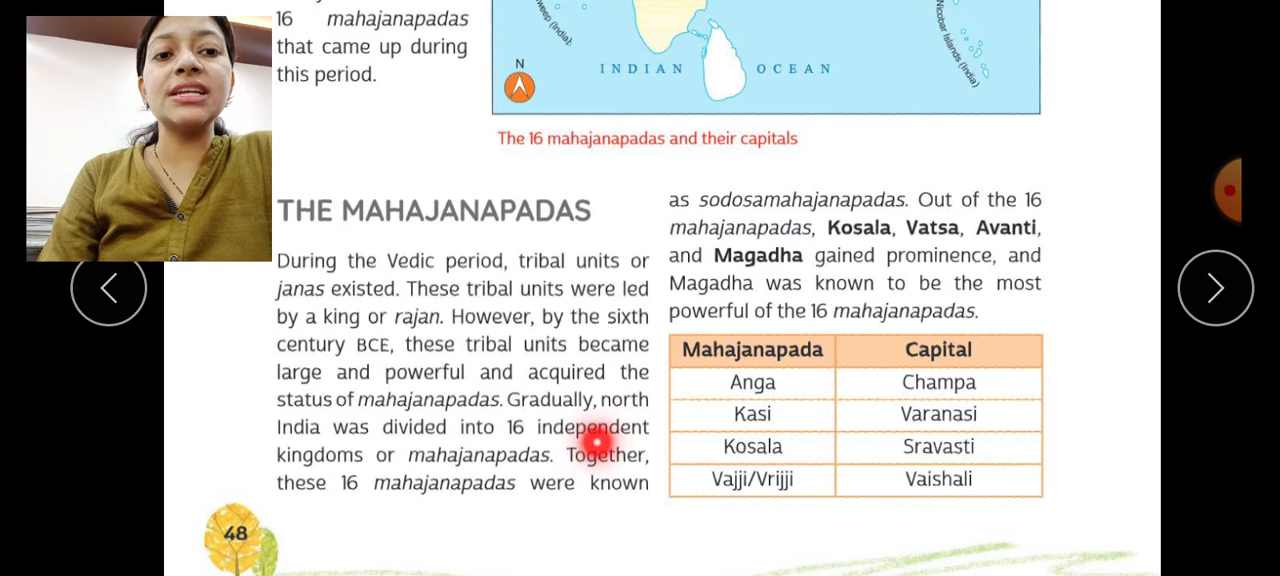 16 mahajanapadas
that came up during
this period.
weep (India)
Nicobar Islands (India)
N
INDIAN OCEAN
The 16 mahajanapadas and their capitals
THE MAHAJANAPADAS
During the Vedic period, tribal units or
janas existed. These tribal units were led
by a king or rajan. However, by the sixth
century BCE, these tribal units became
large and powerful and acquired the
status of mahajanapadas. Gradually, north
India was divided into 16 independent
kingdoms or mahajanapadas. Together,
these 16 mahajanapadas were known
48
as sodosamahajanapadas. Out of the 16
mahajanapadas, Kosala, Vatsa, Avanti,
and Magadha gained prominence, and
Magadha was known to be the most
powerful of the 16 mahajanapadas.
Mahajanapada Capital
Anga Champa
Kasi Varanasi
Kosala Sravasti
Vajji/Vrijji Vaishali